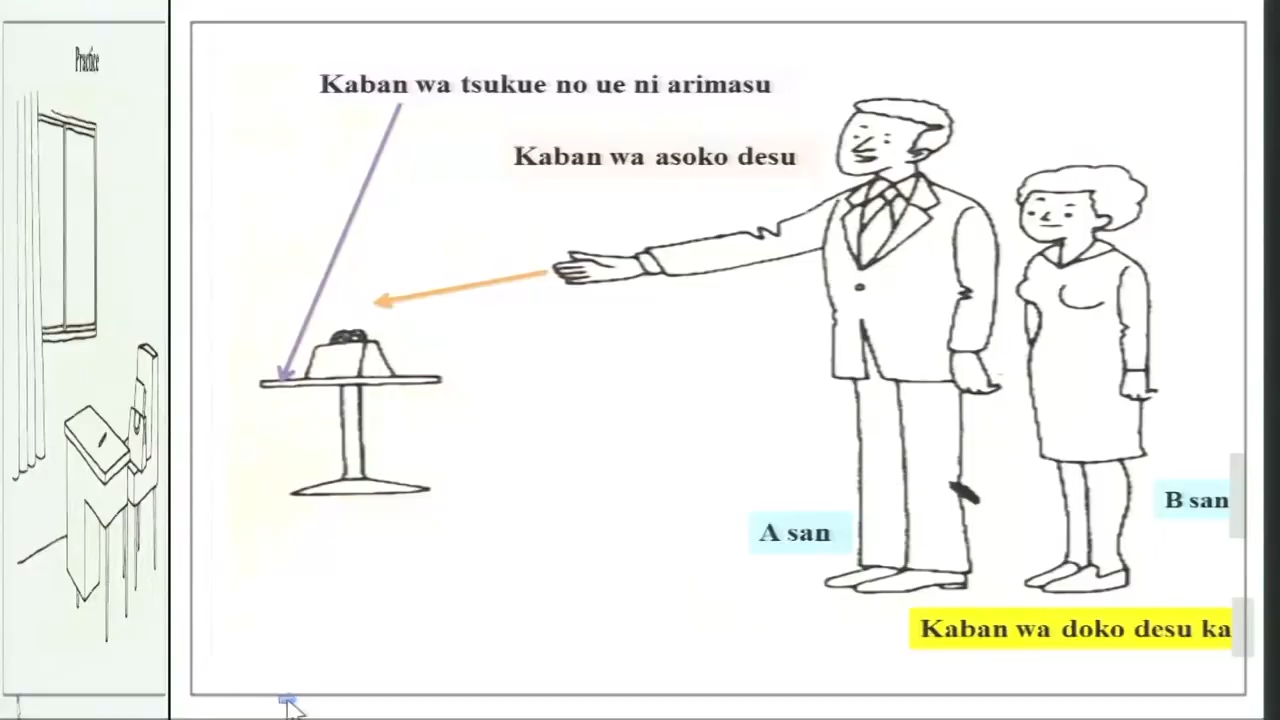 Practice
Kaban wa tsukue no ue ni arimasu
Kaban wa asoko desu
B san
A san
Kaban wa doko desu ka